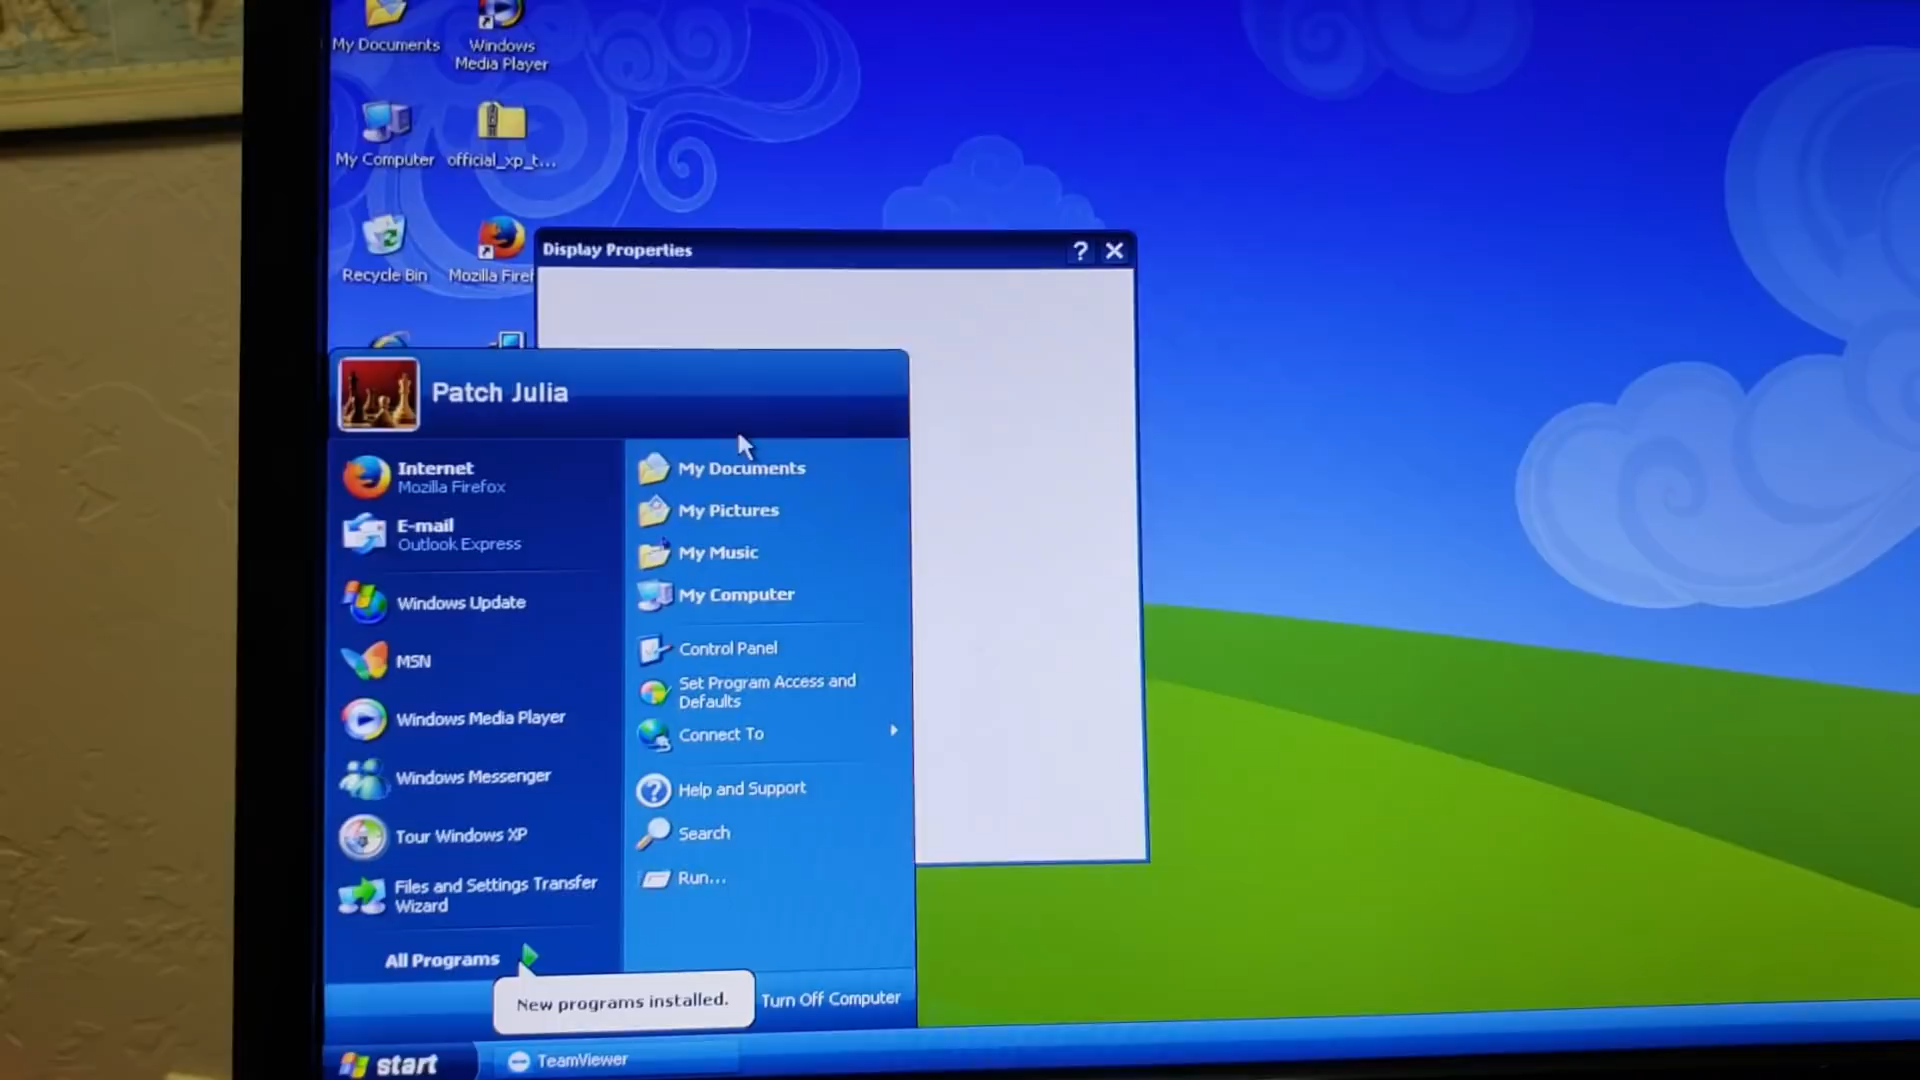 My Documents
Windows
Media Player
My Computer
official_xp_t...
Recycle Bin
Mozilla Firef
Display Properties
?
Patch Julia
Internet
Mozilla Firefox
E-mail
Outlook Express
Windows Update
MSN
Windows Media Player
Windows Messenger
Tour Windows XP
Files and Settings Transfer
Wizard
All Programs
My Documents
My Pictures
My Music
My Computer
Control Panel
Set Program Access and
Defaults
Connect To
Help and Support
Search
Run...
New programs installed.
Turn Off Computer
start
TeamViewer